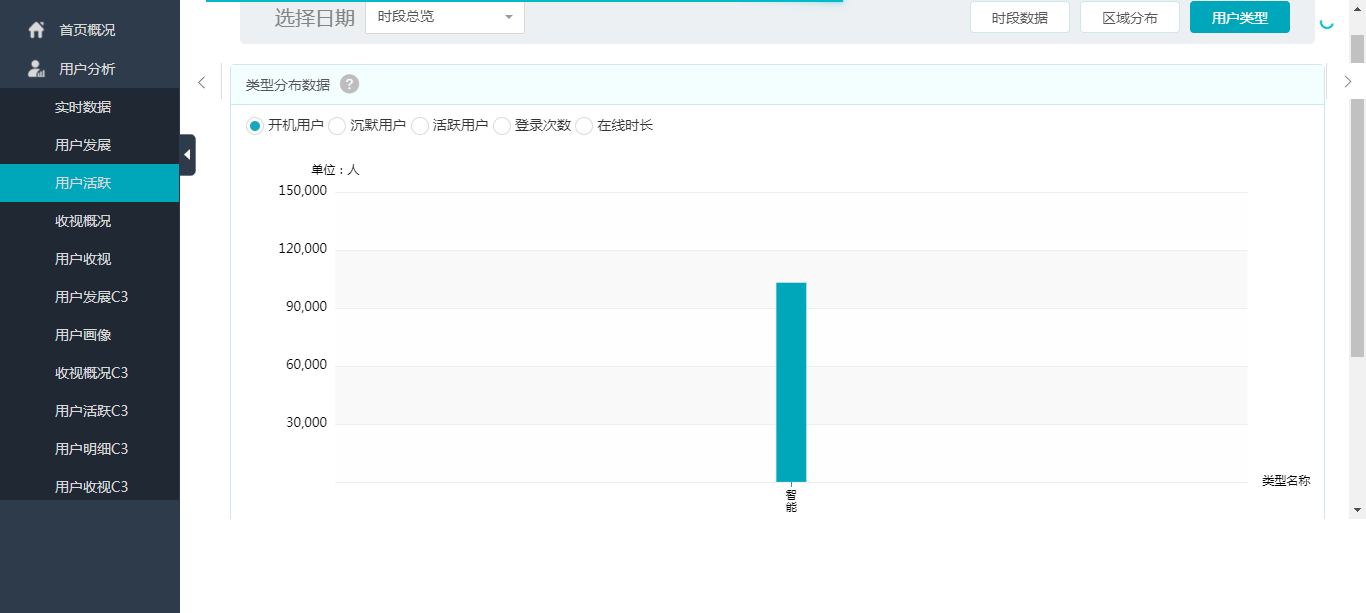 首页概况
用户分析
实时数据
用户发展
用户活跃
收视概况
用户收视
用户发展C3
用户画像
收视概况C3
用户活跃C3
用户明细C3
用户收视C3
选择日期 时段总览 时段数据 区域分布 用户类型
类型分布数据 ?
开机用户 沉默用户 活跃用户 登录次数 在线时长
单位：人
150,000
120,000
90,000
60,000
30,000
类型名称
智
能